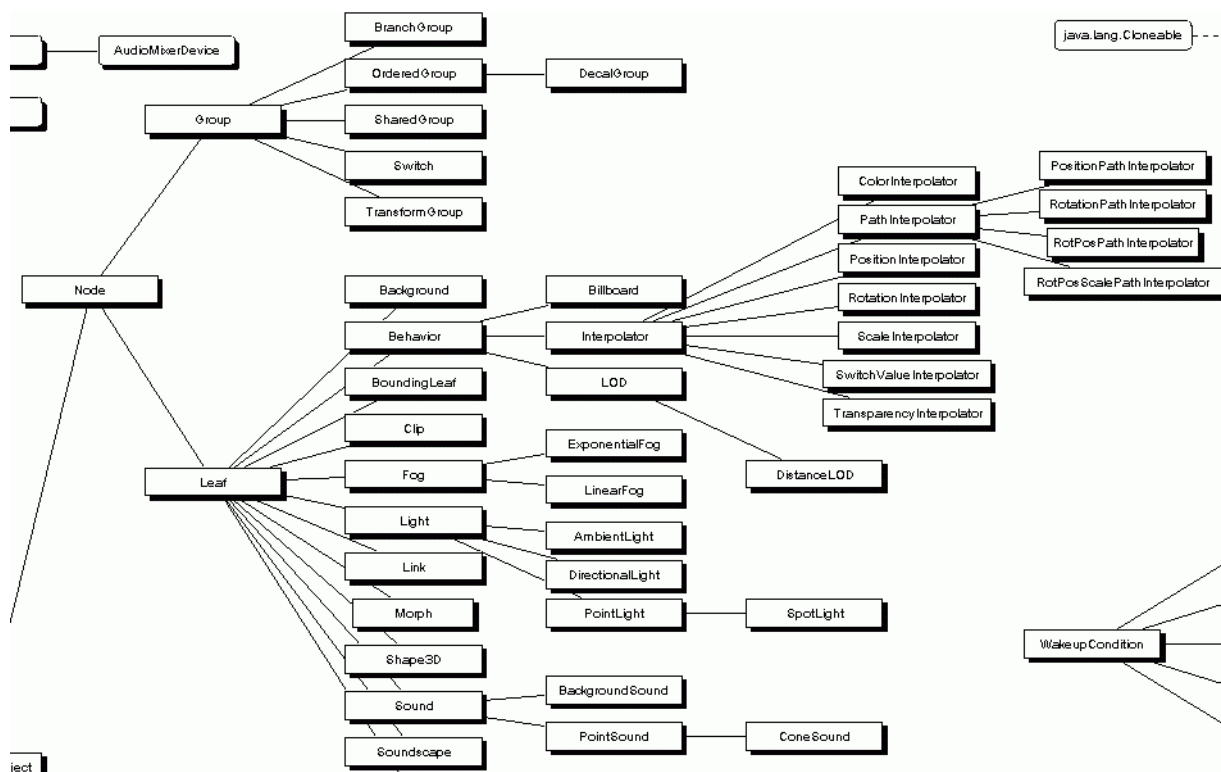 BranchGroup
java.lang.Cloneable
AudioMixerDevice
OrderedGroup
DecalGroup
Group
SharedGroup
Switch
PositionPathInterpolator
ColorInterpolator
RotationPathInterpolator
TransformGroup
PathInterpolator
RotPosPathInterpolator
PositionInterpolator
RotPosScalePathInterpolator
Node
Background
Billboard
RotationInterpolator
Behavior
Interpolator
ScaleInterpolator
SwitchValueInterpolator
BoundingLeaf
LOD
TransparencyInterpolator
Clip
ExponentialFog
Leaf
Fog
DistanceLOD
LinearFog
Light
AmbientLight
Link
DirectionalLight
Morph
PointLight
SpotLight
WakeupCondition
Shape3D
BackgroundSound
Sound
PointSound
ConeSound
Soundscape
ject